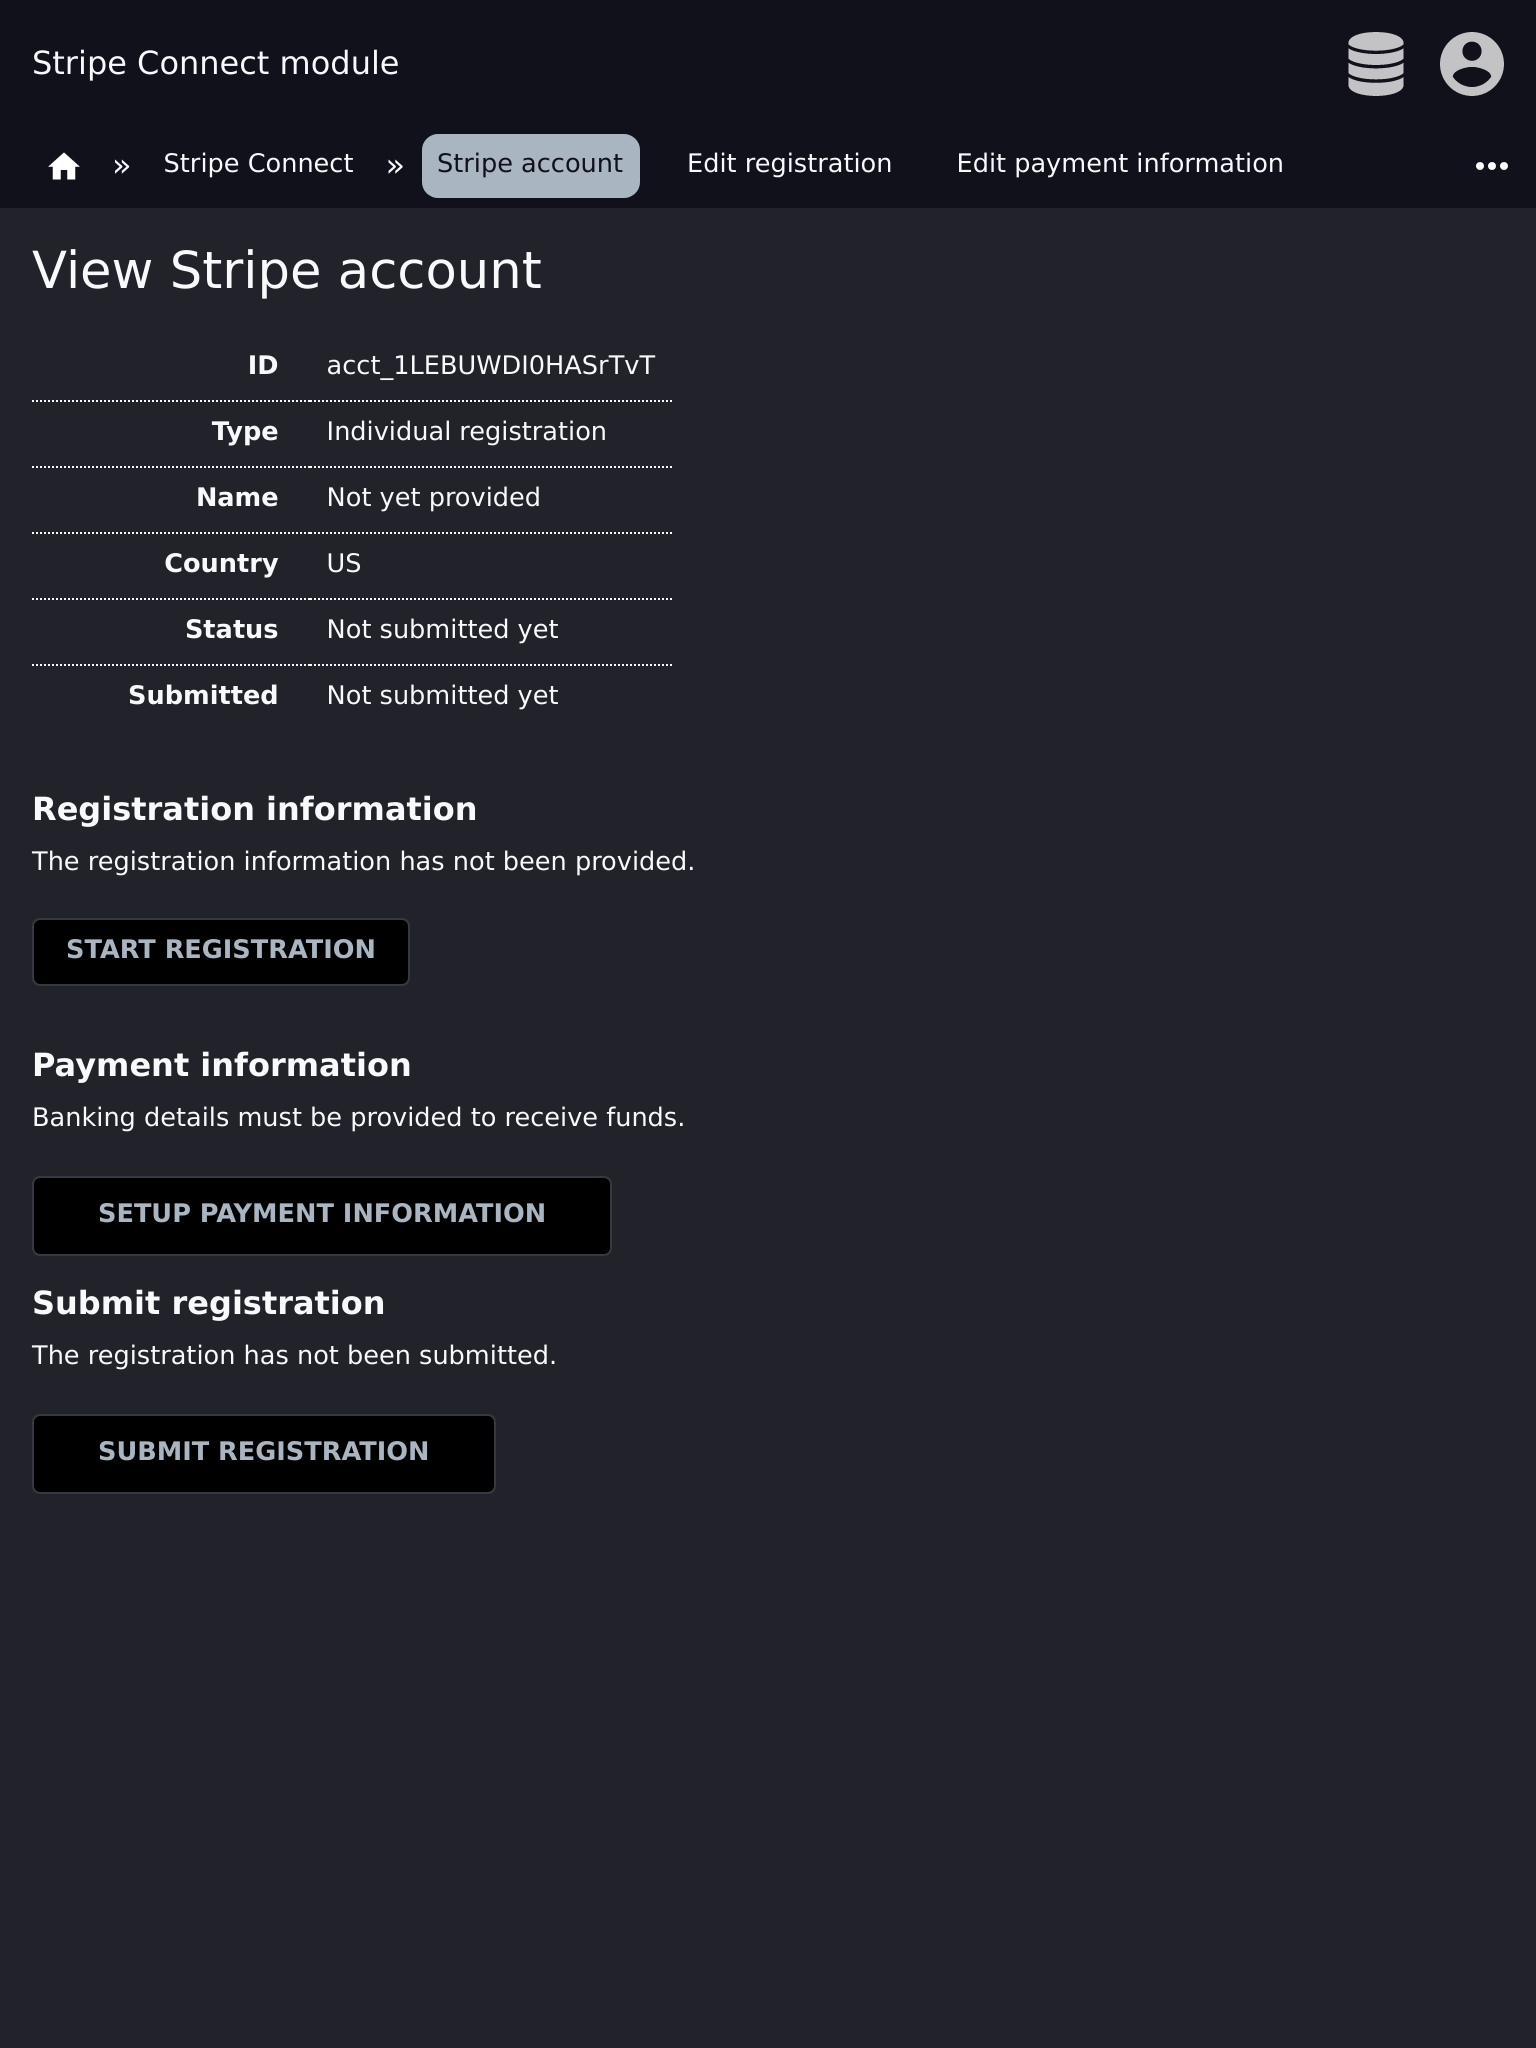 Stripe Connect module
» Stripe Connect » Stripe account Edit registration Edit payment information •••
View Stripe account
ID acct_1LEBUWDI0HASrTvT
Type Individual registration
Name Not yet provided
Country US
Status Not submitted yet
Submitted Not submitted yet
Registration information
The registration information has not been provided.
START REGISTRATION
Payment information
Banking details must be provided to receive funds.
SETUP PAYMENT INFORMATION
Submit registration
The registration has not been submitted.
SUBMIT REGISTRATION